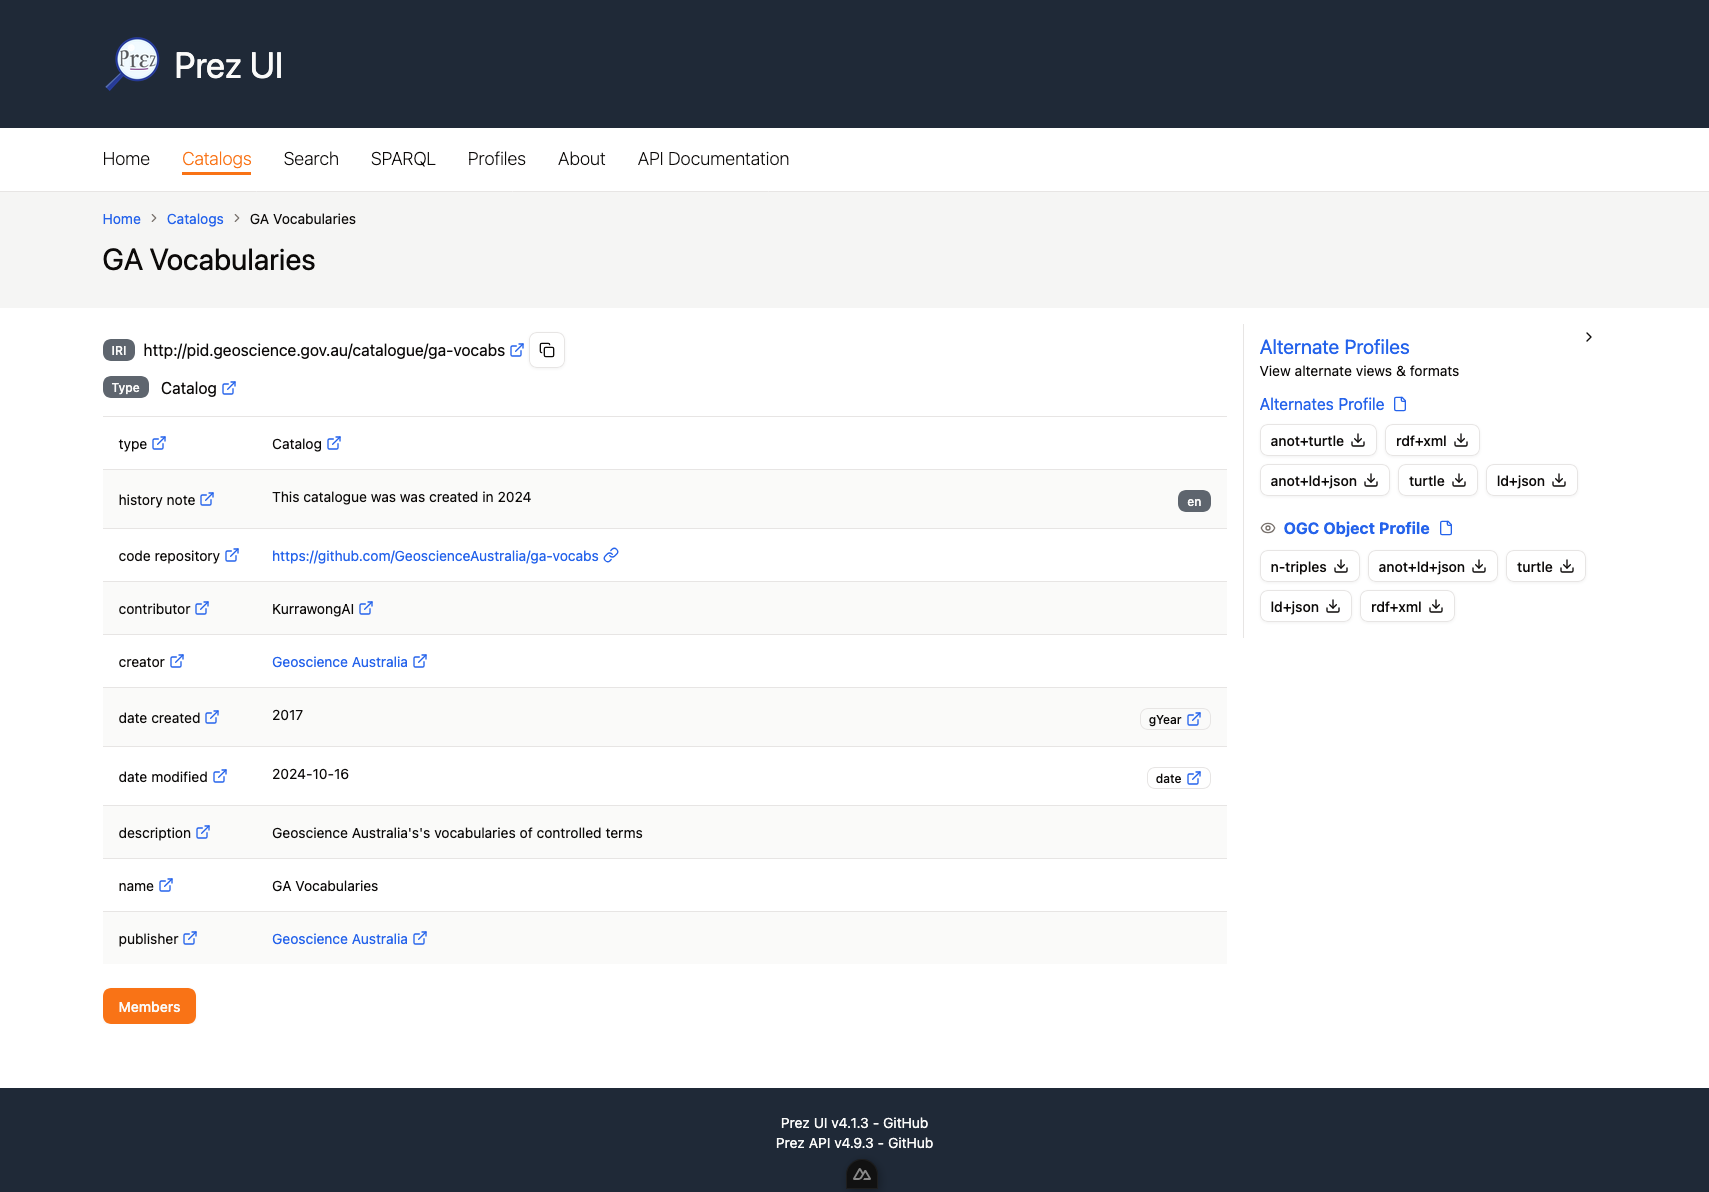 Prez
Prez UI
Home Catalogs Search SPARQL Profiles About API Documentation
Home > Catalogs > GA Vocabularies
GA Vocabularies
IRI http://pid.geoscience.gov.au/catalogue/ga-vocabs
Type Catalog
type Catalog
history note This catalogue was was created in 2024 en
code repository https://github.com/GeoscienceAustralia/ga-vocabs
contributor KurrawongAI
creator Geoscience Australia
date created 2017 gYear
date modified 2024-10-16 date
description Geoscience Australia's's vocabularies of controlled terms
name GA Vocabularies
publisher Geoscience Australia
Members
Alternate Profiles
View alternate views & formats
Alternates Profile
anot+turtle rdf+xml
anot+ld+json turtle ld+json
OGC Object Profile
n-triples anot+ld+json turtle
ld+json rdf+xml
Prez UI v4.1.3 - GitHub
Prez API v4.9.3 - GitHub